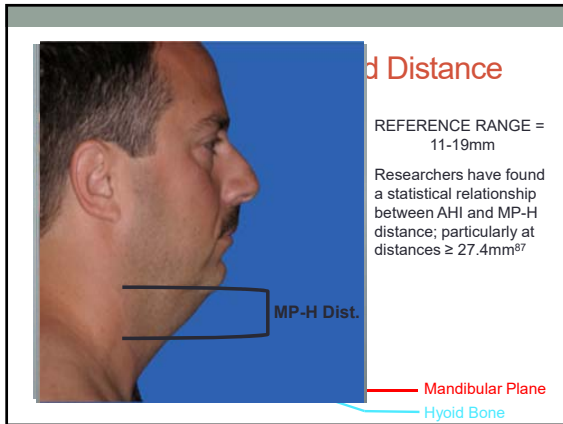 d Distance
REFERENCE RANGE =
11-19mm
Researchers have found
a statistical relationship
between AHI and MP-H
distance; particularly at
distances ≥ 27.4mm87
MP-H Dist.
Mandibular Plane
Hyoid Bone